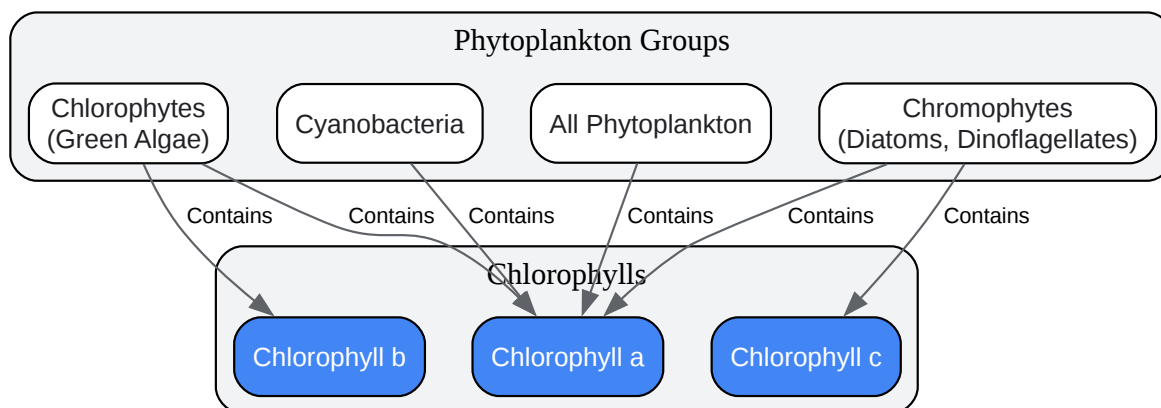 Phytoplankton Groups
Chlorophytes
(Green Algae)
Cyanobacteria
All Phytoplankton
Chromophytes
(Diatoms, Dinoflagellates)
Contains
Contains
Contains
Contains
Contains
Contains
Chlorophylls
Chlorophyll b
Chlorophyll a
Chlorophyll c